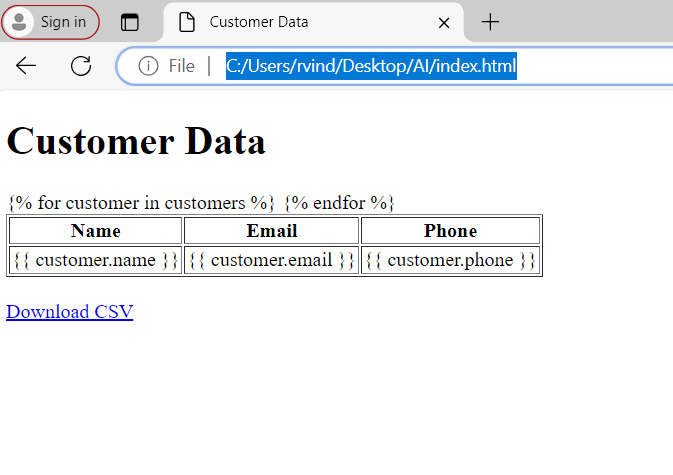 Sign in
Customer Data
File
C:/Users/rvind/Desktop/AI/index.html
Customer Data
{% for customer in customers %} {% endfor %}
Name Email Phone
{{ customer.name }} {{ customer.email }} {{ customer.phone }}
Download CSV